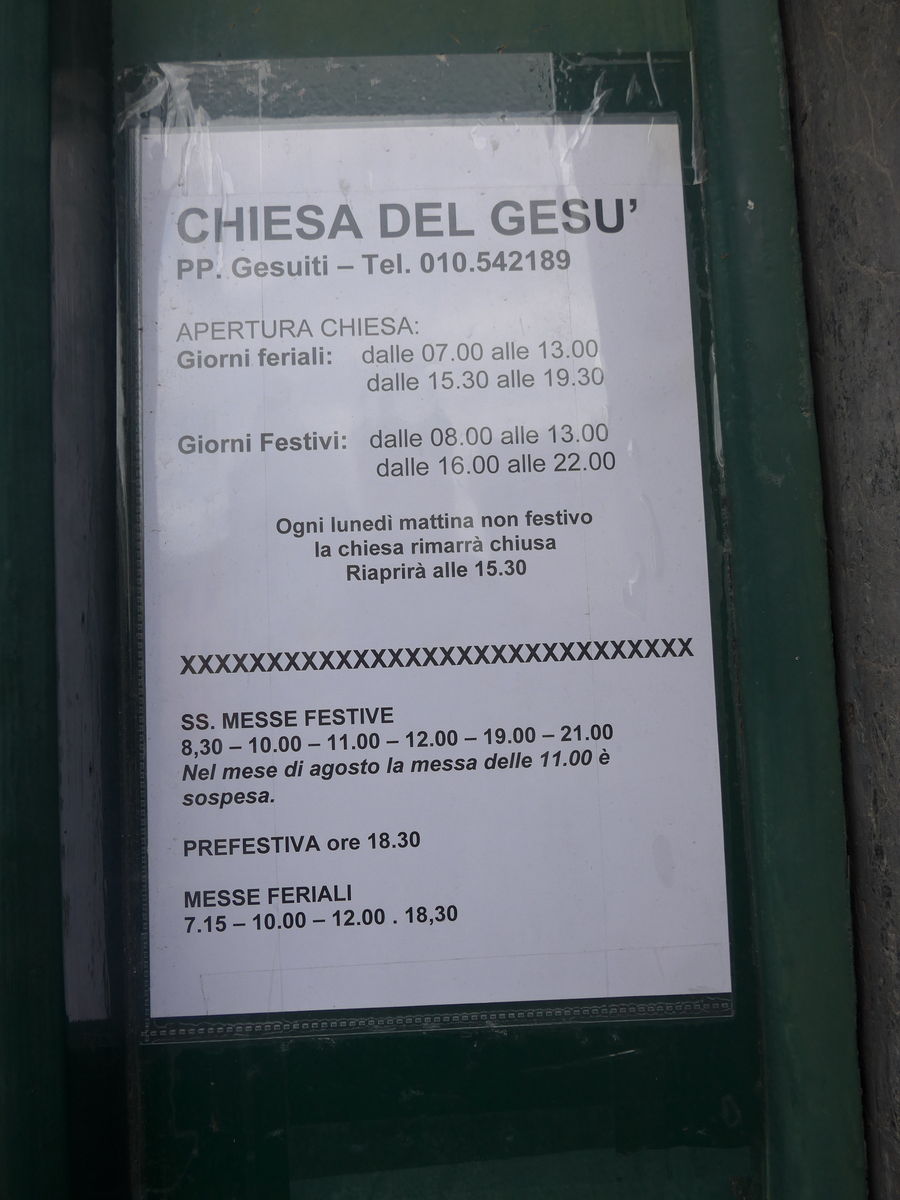 CHIESA DEL GESU’
PP. Gesuiti – Tel. 010.542189
APERTURA CHIESA:
Giorni feriali: dalle 07.00 alle 13.00
dalle 15.30 alle 19.30
Giorni Festivi: dalle 08.00 alle 13.00
dalle 16.00 alle 22.00
Ogni lunedì mattina non festivo
la chiesa rimarrà chiusa
Riaprirà alle 15.30
XXXXXXXXXXXXXXXXXXXXXXXXXXXXXX
SS. MESSE FESTIVE
8,30 – 10.00 – 11.00 – 12.00 – 19.00 – 21.00
Nel mese di agosto la messa delle 11.00 è
sospesa.
PREFESTIVA ore 18.30
MESSE FERIALI
7.15 – 10.00 – 12.00 . 18,30